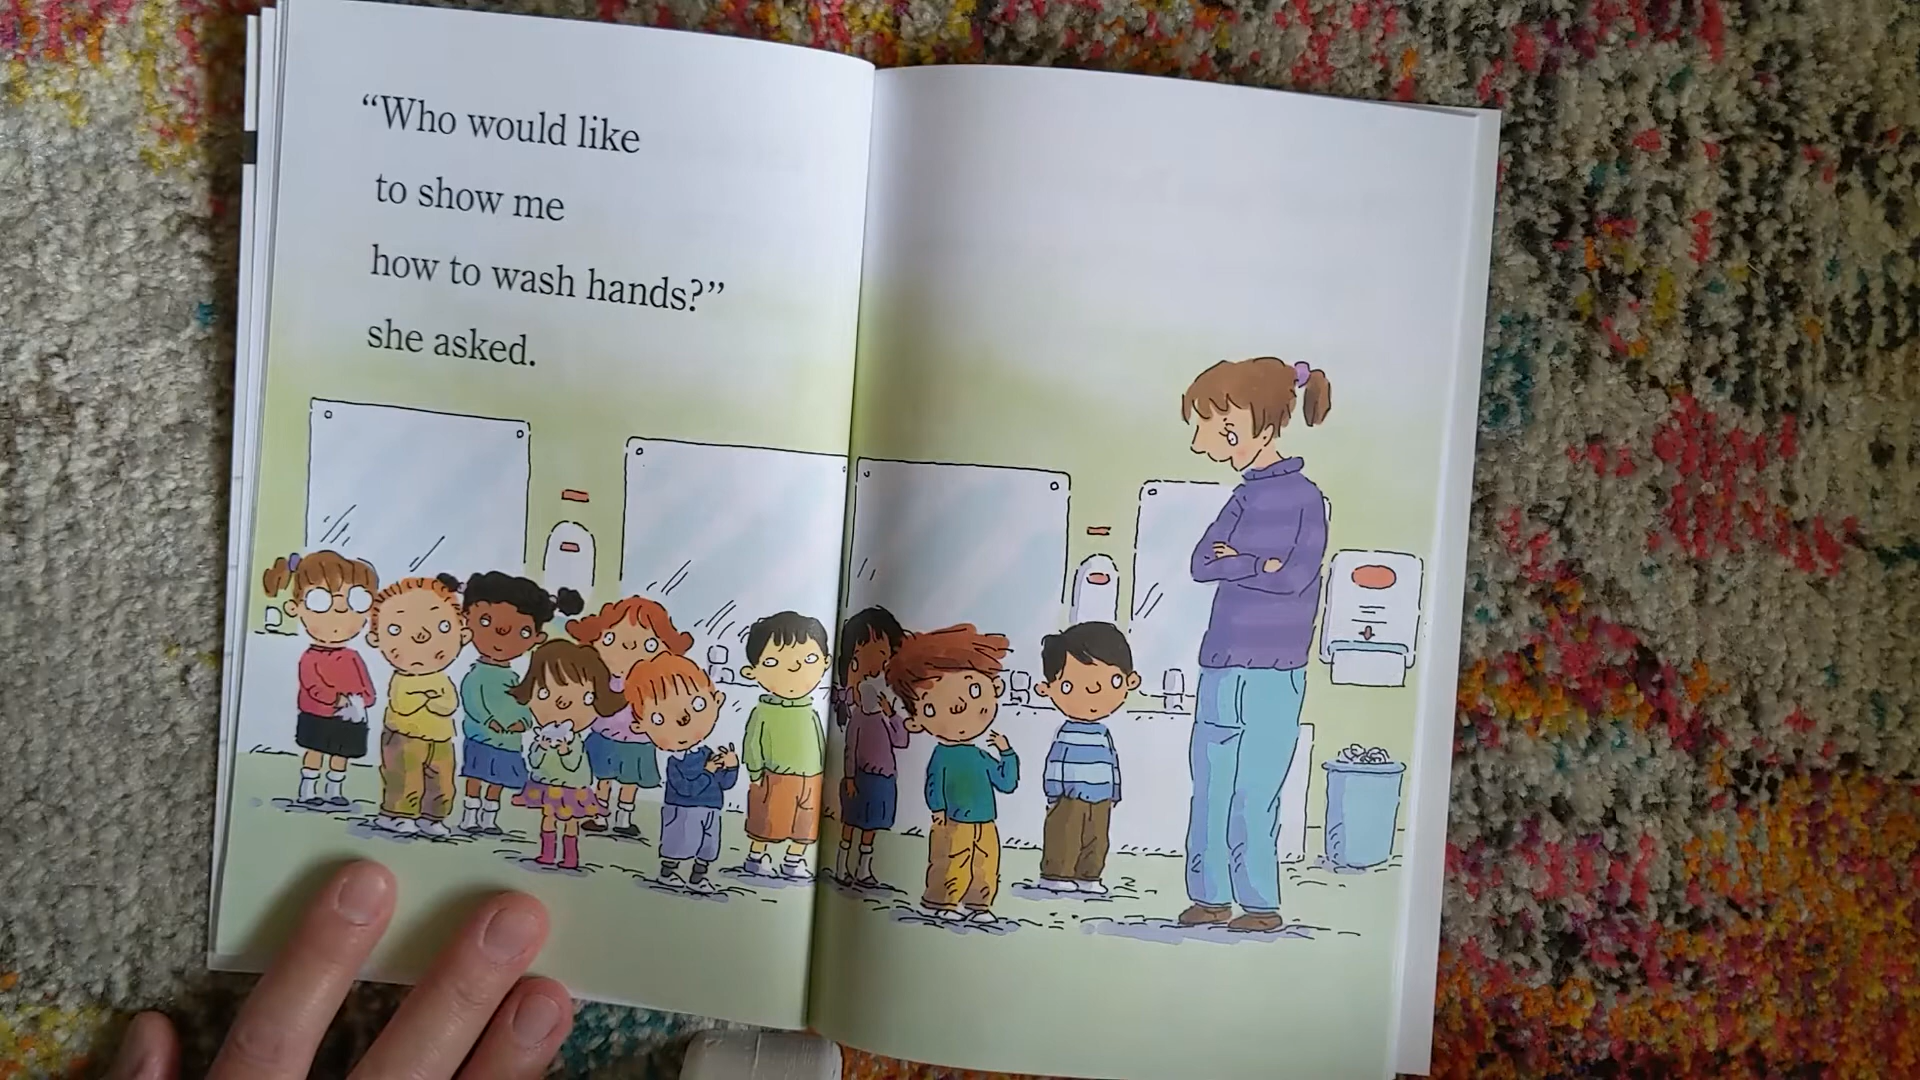 “Who would like
to show me
how to wash hands?”
she asked.